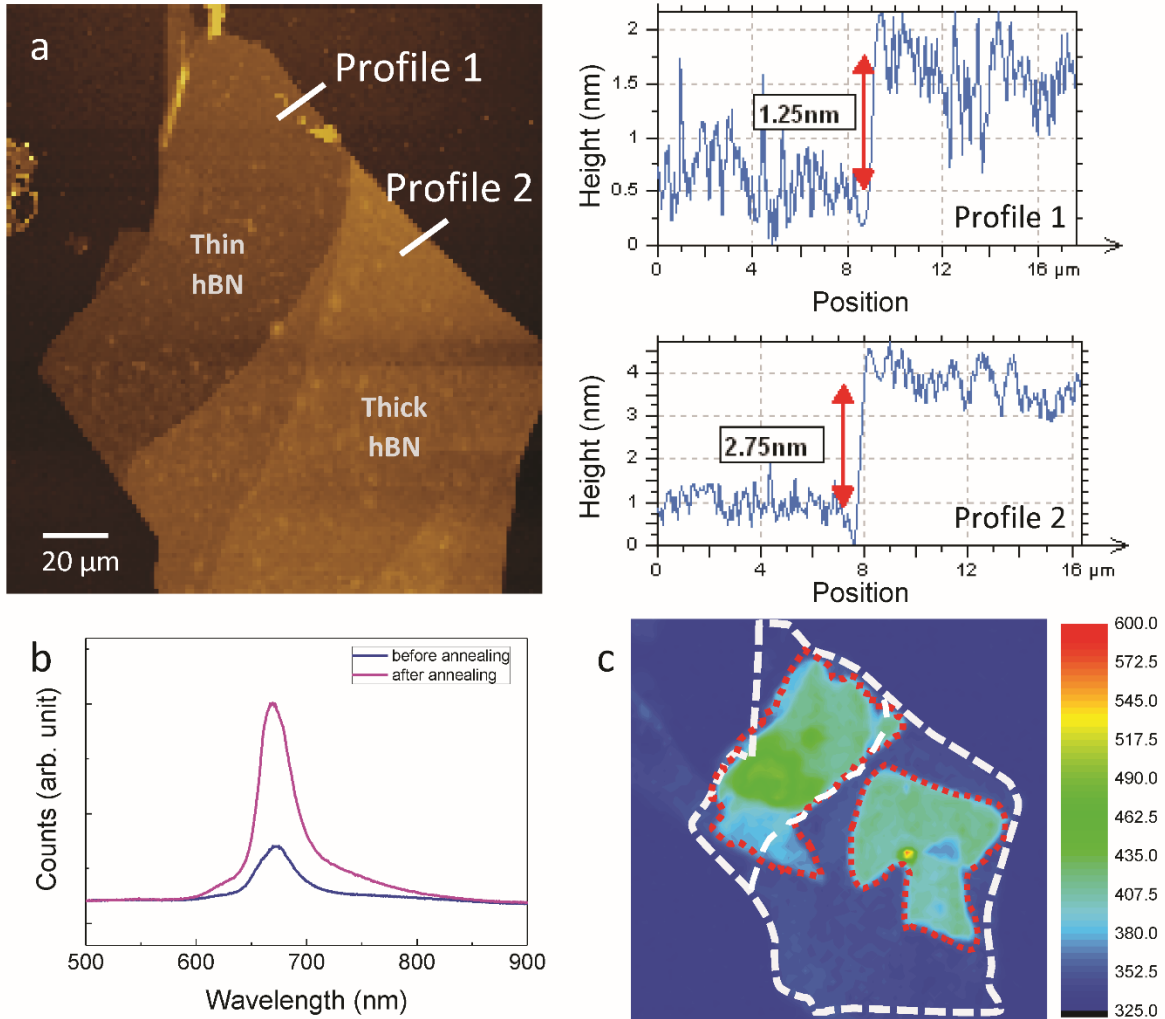 a
Profile 1
Profile 2
Thin
hBN
Thick
hBN
20 µm
Height (nm)
2
1.5
1
0.5
0
1.25nm
Profile 1
0 4 8 12 16 µm
Position
Height (nm)
4
3
2
1
0
2.75nm
Profile 2
0 4 8 12 16 µm
Position
b
before annealing
after annealing
Counts (arb. unit)
500 600 700 800 900
Wavelength (nm)
c
600.0
572.5
545.0
517.5
490.0
462.5
435.0
407.5
380.0
352.5
325.0